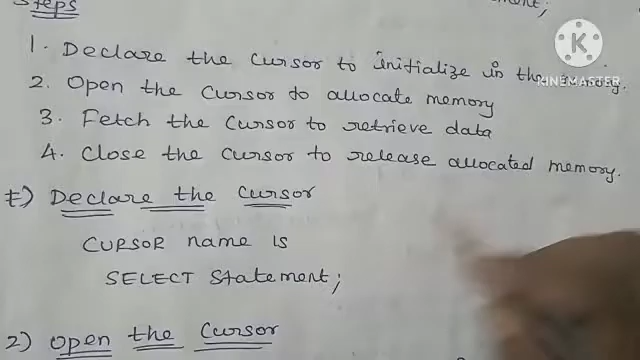 Steps
1. Declare the cursor to initialize in the memory.
2. Open the cursor to allocate memory
3. Fetch the cursor to retrieve data
4. Close the cursor to release allocated memory.
1) Declare the cursor
CURSOR name is
SELECT statement;
2) Open the cursor
KINEMASTER